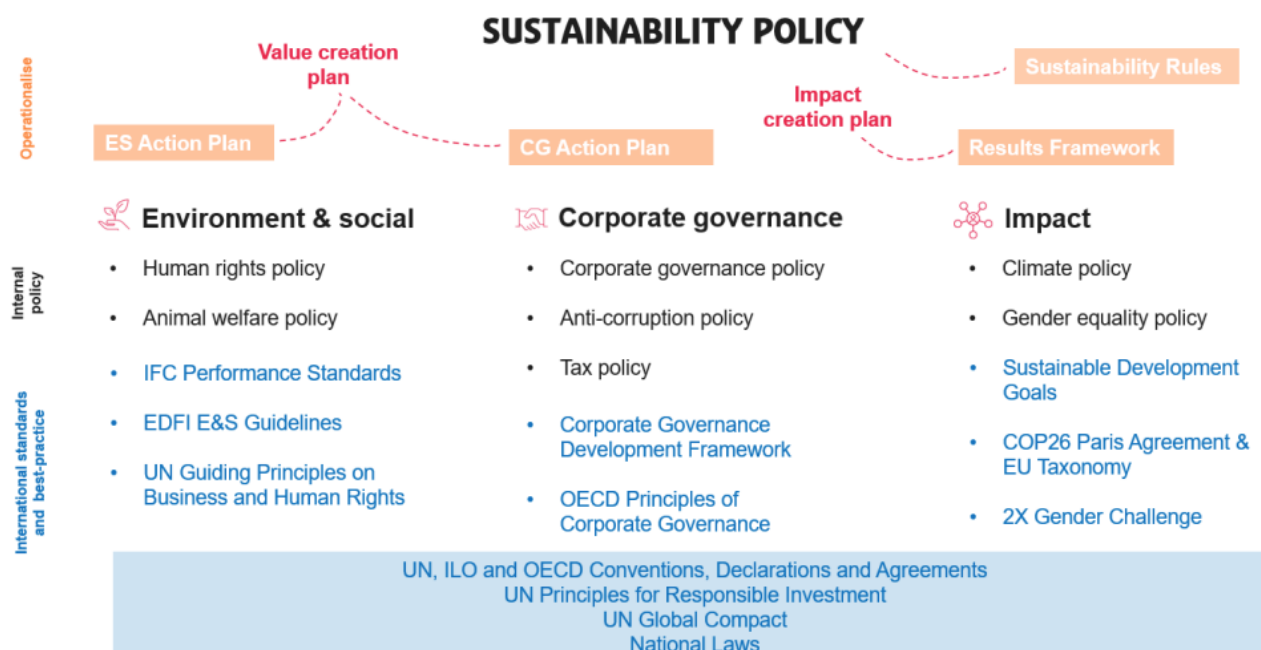 SUSTAINABILITY POLICY
Value creation
plan
Sustainability Rules
Impact
creation plan
Operationalise
ES Action Plan
CG Action Plan
Results Framework
Environment & social
Corporate governance
Impact
Internal
policy
• Human rights policy
• Corporate governance policy
• Climate policy
• Animal welfare policy
• Anti-corruption policy
• Gender equality policy
International standards
and best-practice
• IFC Performance Standards
• Tax policy
• Sustainable Development
Goals
• EDFI E&S Guidelines
• Corporate Governance
Development Framework
• COP26 Paris Agreement &
EU Taxonomy
• UN Guiding Principles on
Business and Human Rights
• OECD Principles of
Corporate Governance
• 2X Gender Challenge
UN, ILO and OECD Conventions, Declarations and Agreements
UN Principles for Responsible Investment
UN Global Compact
National Laws